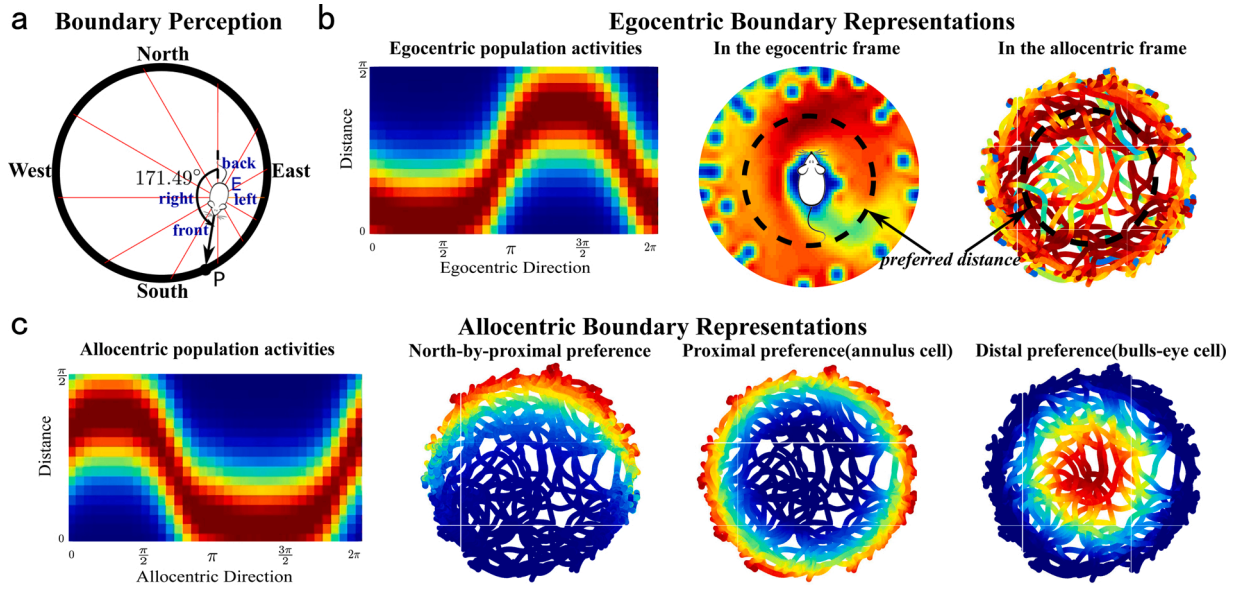 a Boundary Perception
North
West
East
South
171.49°
back
E
right
left
front
P
b Egocentric Boundary Representations
Egocentric population activities
Distance
π/2
0
0 π/2 π 3π/2 2π
Egocentric Direction
In the egocentric frame
In the allocentric frame
preferred distance
c Allocentric Boundary Representations
Allocentric population activities
Distance
π/2
0
0 π/2 π 3π/2 2π
Allocentric Direction
North-by-proximal preference
Proximal preference(annulus cell)
Distal preference(bulls-eye cell)